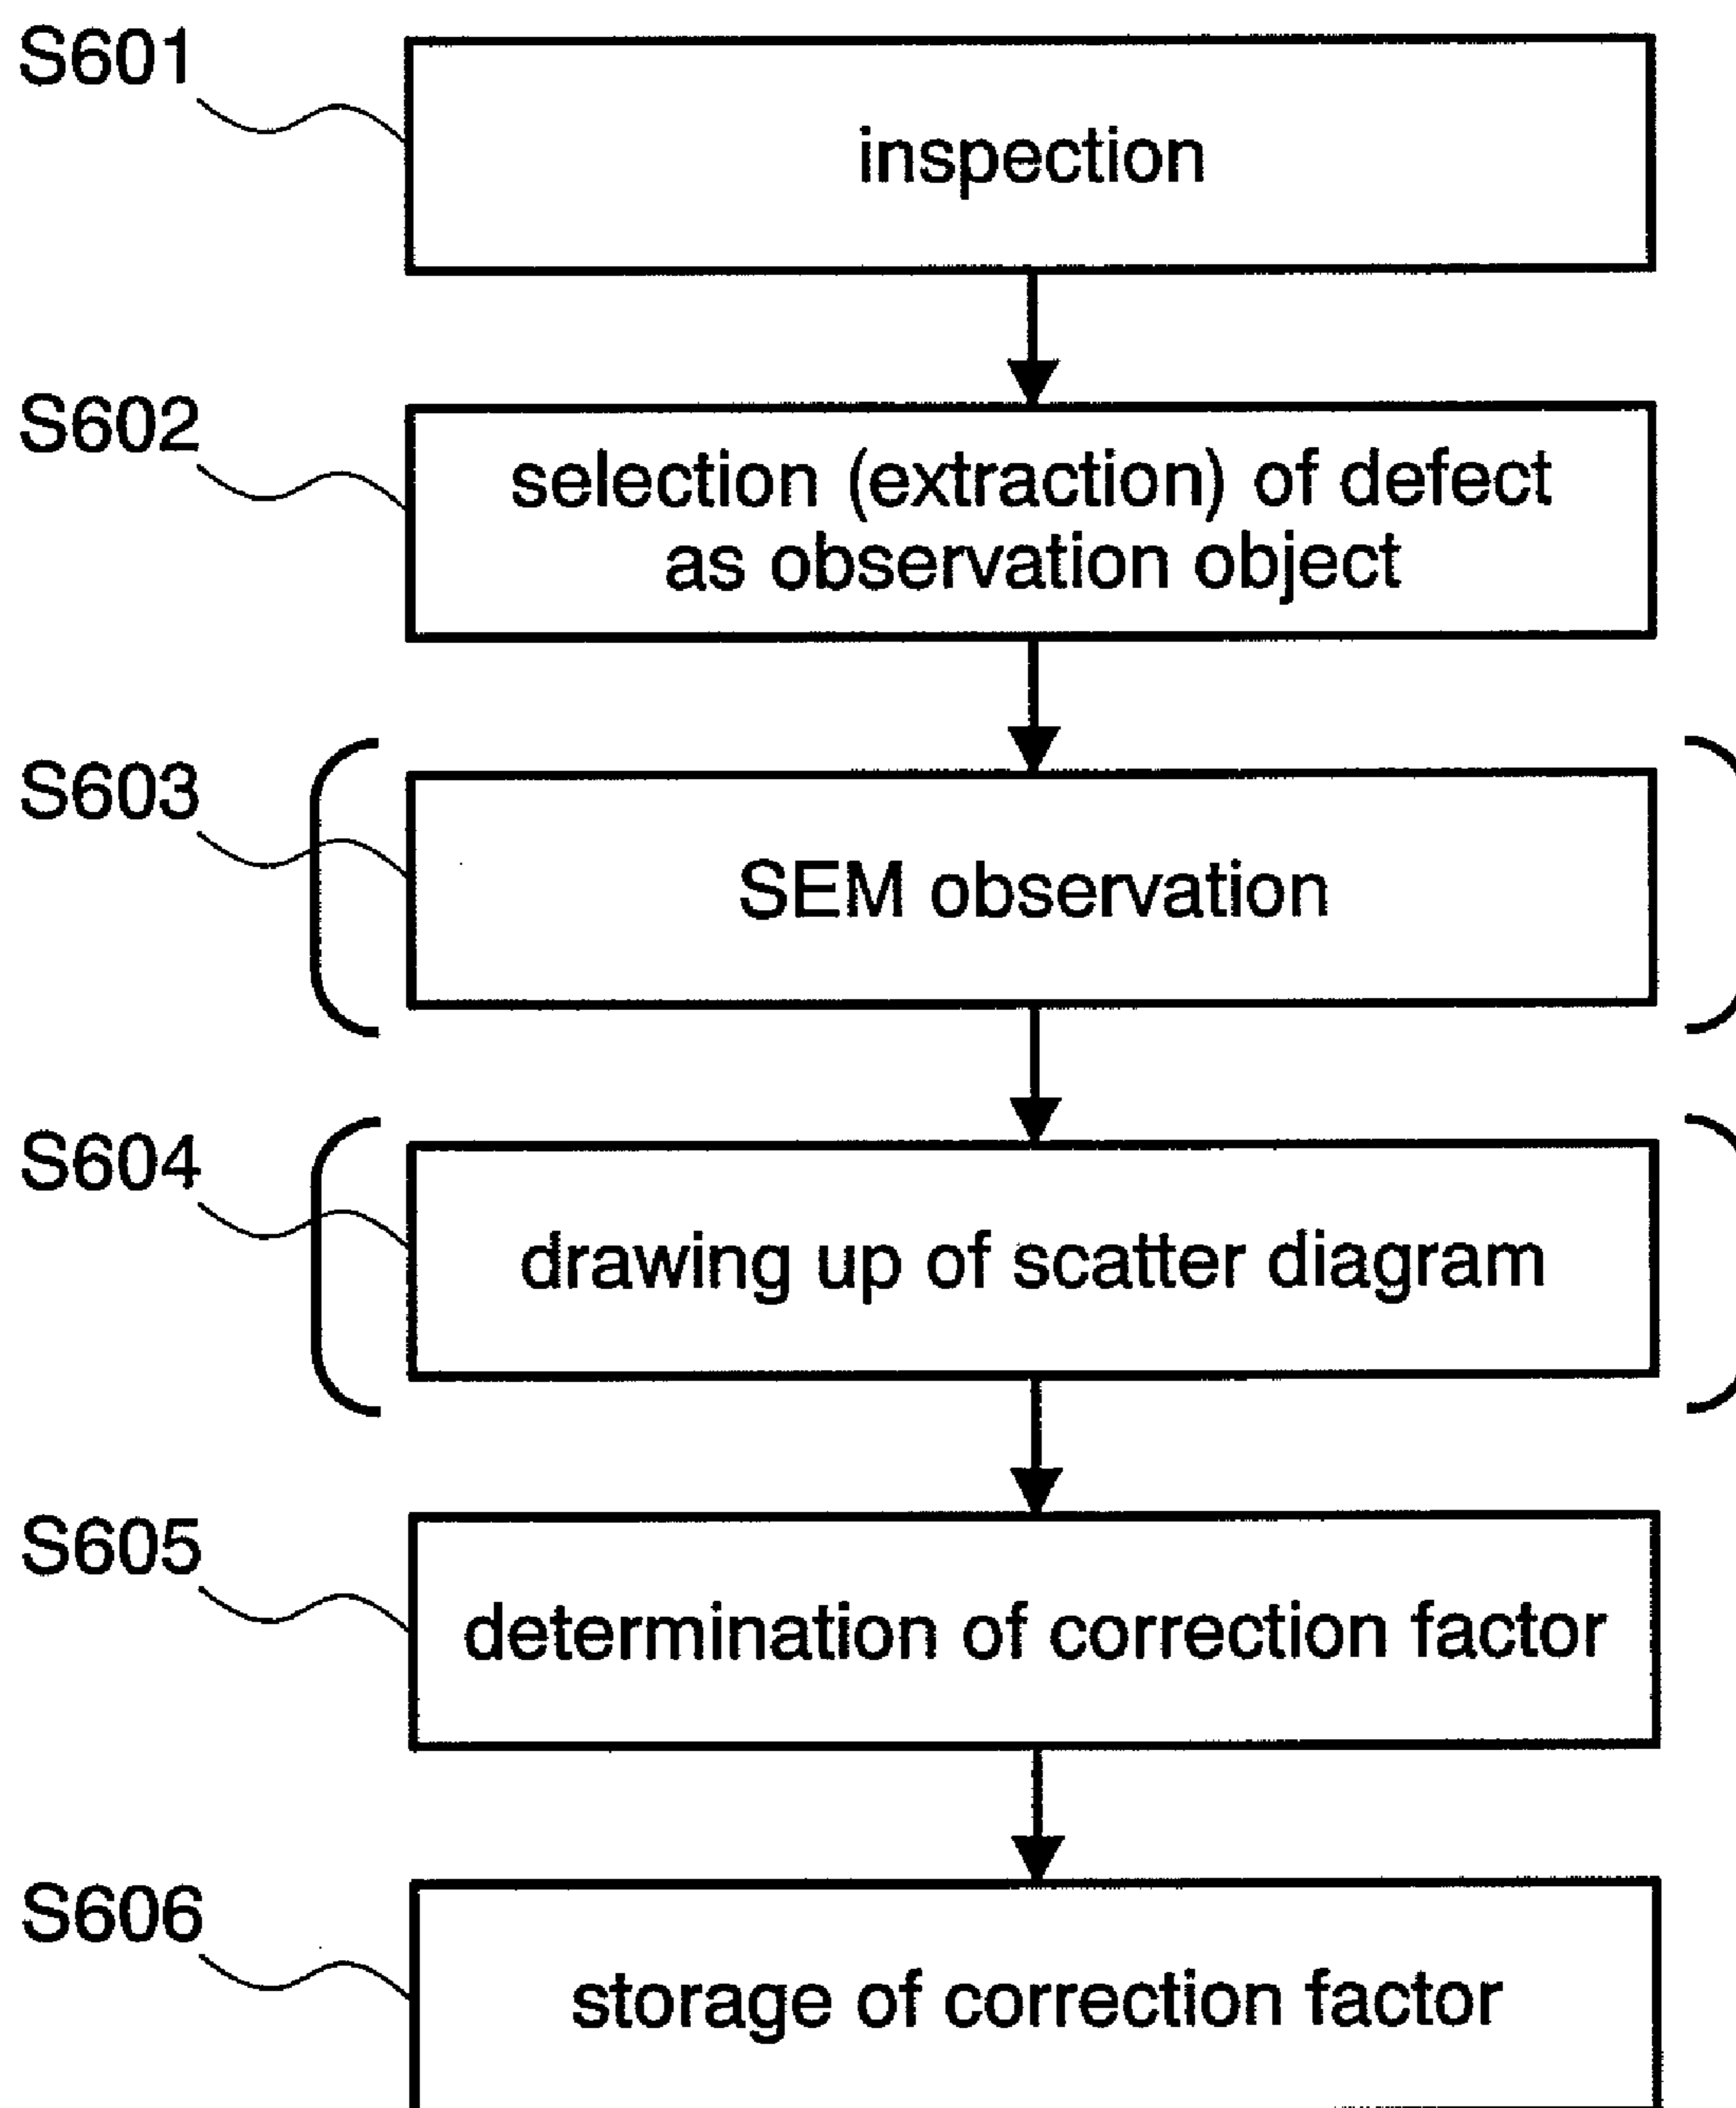 S601
inspection
S602
selection (extraction) of defect
as observation object
S603
SEM observation
S604
drawing up of scatter diagram
S605
determination of correction factor
S606
storage of correction factor